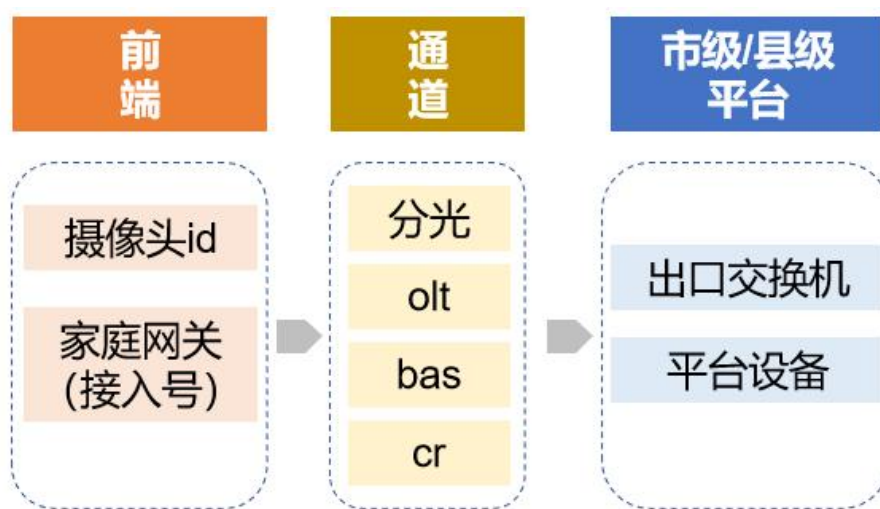 前
端
摄像头id
家庭网关
(接入号)
通
道
分光
olt
bas
cr
市级/县级
平台
出口交换机
平台设备